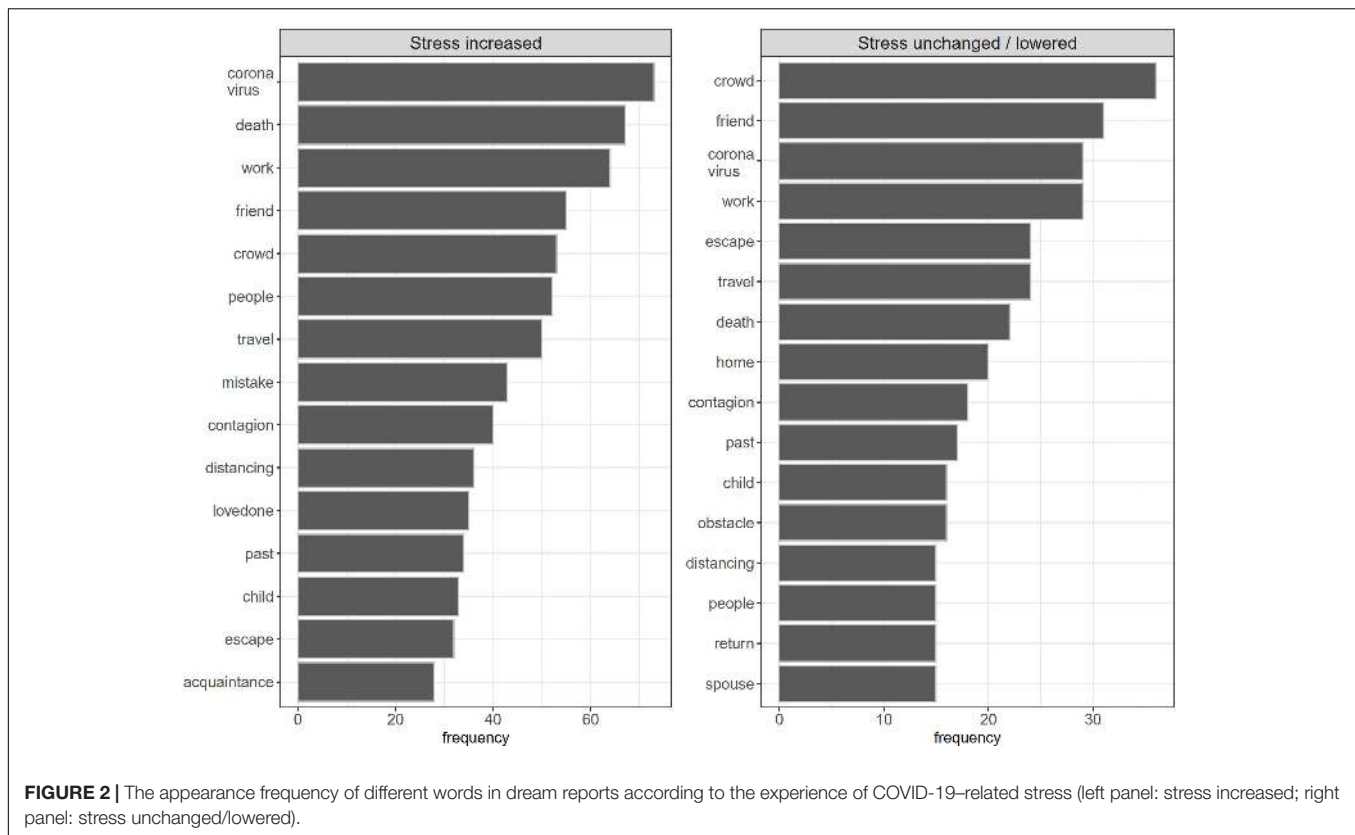 Stress increased
corona
virus
death
work
friend
crowd
people
travel
mistake
contagion
distancing
lovedone
past
child
escape
acquaintance
0 20 40 60
frequency
Stress unchanged / lowered
crowd
friend
corona
virus
work
escape
travel
death
home
contagion
past
child
obstacle
distancing
people
return
spouse
0 10 20 30
frequency
FIGURE 2 | The appearance frequency of different words in dream reports according to the experience of COVID-19–related stress (left panel: stress increased; right
panel: stress unchanged/lowered).